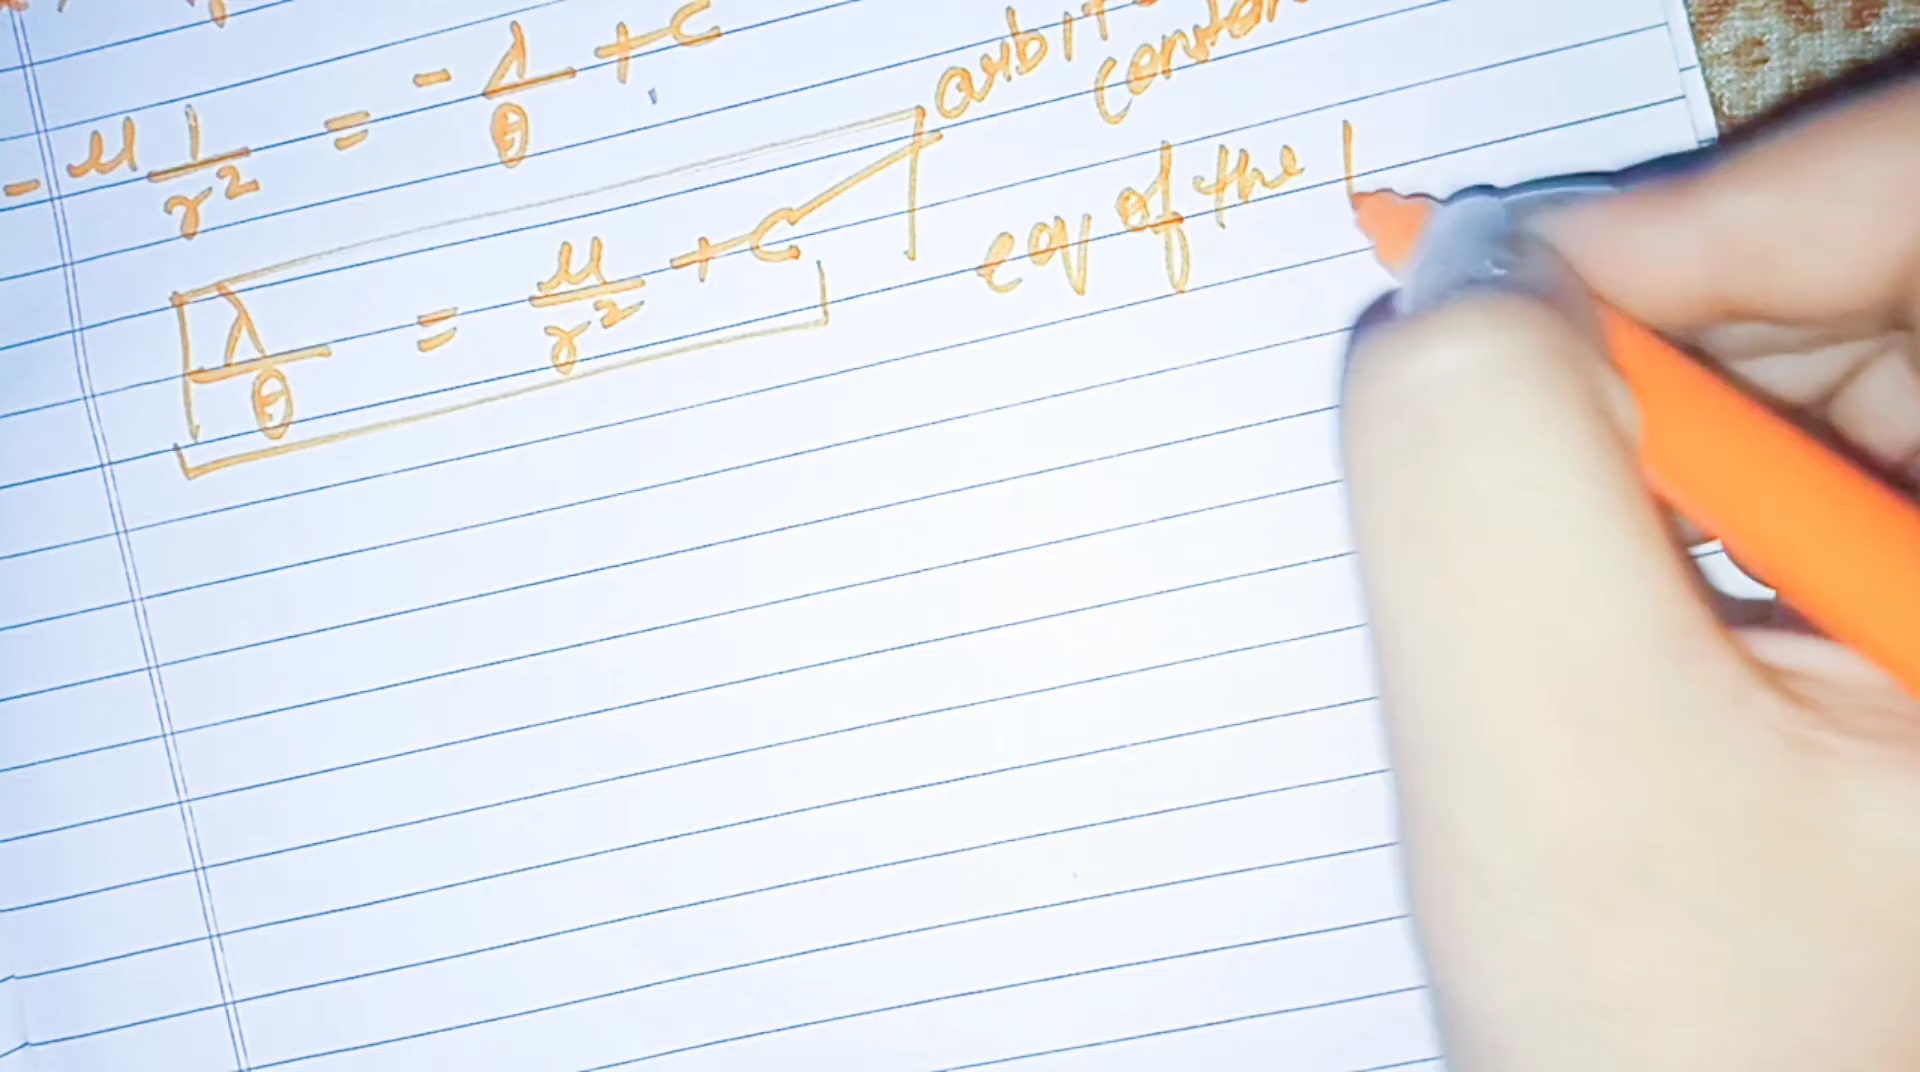 -μ 1/r² = -λ/θ + c
arbit
constan
λ/θ = μ/r² + c
eq of the